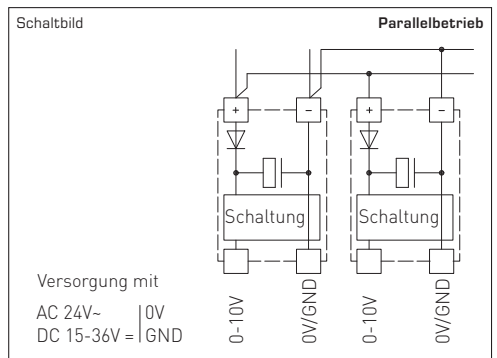 Schaltbild
Parallelbetrieb
+
–
+
–
Schaltung
Schaltung
Versorgung mit
AC 24V~ | 0V
DC 15-36V = | GND
0-10V
0V/GND
0-10V
0V/GND